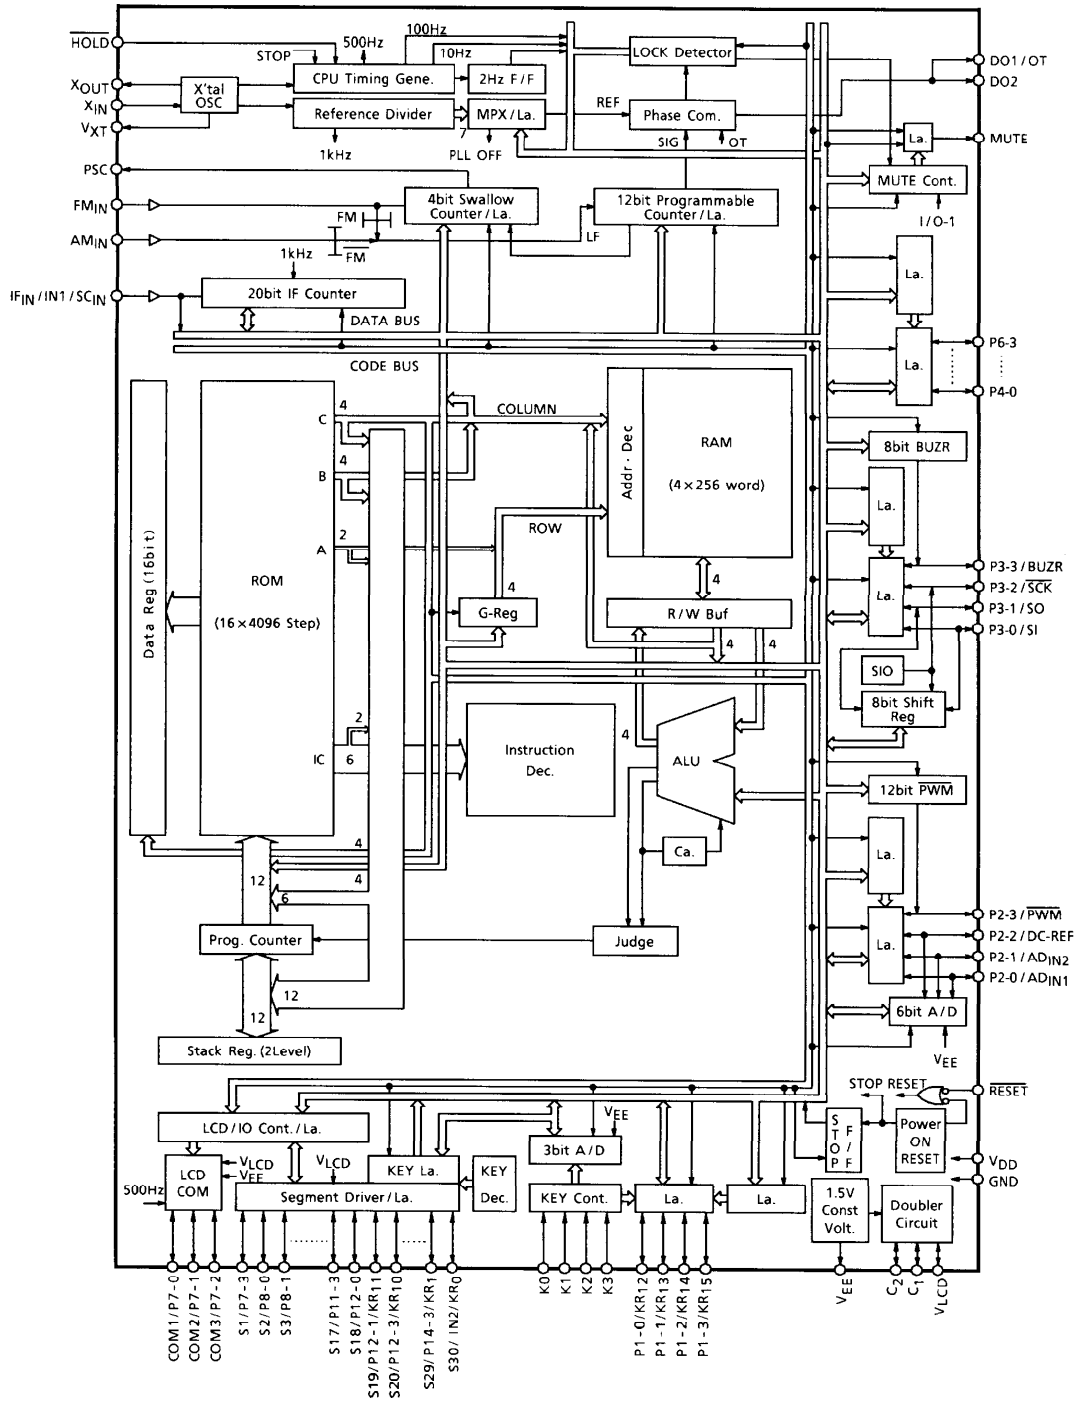 HOLD
XOUT
XIN
VXT
PSC
FMIN
AMIN
IFIN/IN1/SCIN
STOP
500Hz
100Hz
10Hz
CPU Timing Gene.
2Hz F/F
X'tal
OSC
Reference Divider
MPX/La.
1kHz
7
PLL OFF
REF
LOCK Detector
Phase Com.
SIG
OT
DO1/OT
DO2
La.
MUTE
MUTE Cont.
I/O-1
4bit Swallow
Counter/La.
12bit Programmable
Counter/La.
FM
FM
LF
1kHz
20bit IF Counter
DATA BUS
CODE BUS
La.
La.
P6-3
P4-0
Data Reg (16bit)
ROM
(16×4096 Step)
C
4
B
4
A
2
IC
2
6
COLUMN
ROW
4
G-Reg
Addr・Dec
RAM
(4×256 word)
4
R/W Buf
4
4
8bit BUZR
La.
La.
P3-3/BUZR
P3-2/SCK
P3-1/SO
P3-0/SI
SIO
8bit Shift
Reg
Instruction
Dec.
4
ALU
Ca.
Judge
12bit PWM
La.
La.
P2-3/PWM
P2-2/DC-REF
P2-1/ADIN2
P2-0/ADIN1
6bit A/D
VEE
4
4
12
6
Prog. Counter
12
12
Stack Reg. (2Level)
LCD/IO Cont./La.
LCD
COM
VLCD
VEE
500Hz
VLCD
KEY La.
KEY
Dec.
Segment Driver/La.
3bit A/D
VEE
KEY Cont.
La.
La.
STOP RESET
RESET
STOP
F/F
Power
ON
RESET
VDD
GND
1.5V
Const
Volt.
Doubler
Circuit
COM1/P7-0
COM2/P7-1
COM3/P7-2
S1/P7-3
S2/P8-0
S3/P8-1
S17/P11-3
S18/P12-0
S19/P12-1/KR11
S20/P12-3/KR10
S29/P14-3/KR1
S30/IN2/KR0
K0
K1
K2
K3
P1-0/KR12
P1-1/KR13
P1-2/KR14
P1-3/KR15
VEE
C2
C1
VLCD